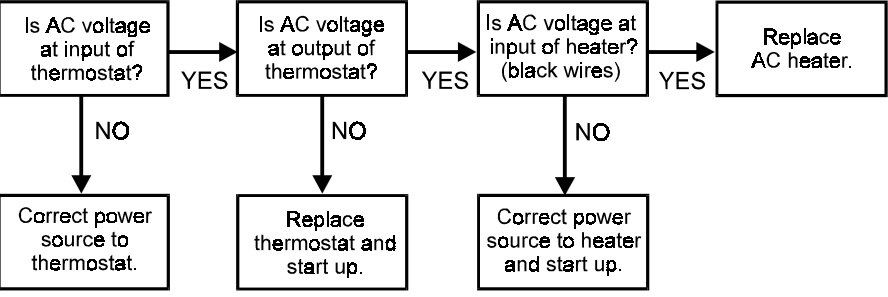 Is AC voltage
at input of
thermostat?
YES
Is AC voltage
at output of
thermostat?
YES
Is AC voltage at
input of heater?
(black wires)
YES
Replace
AC heater.
NO
NO
NO
Correct power
source to
thermostat.
Replace
thermostat and
start up.
Correct power
source to heater
and start up.